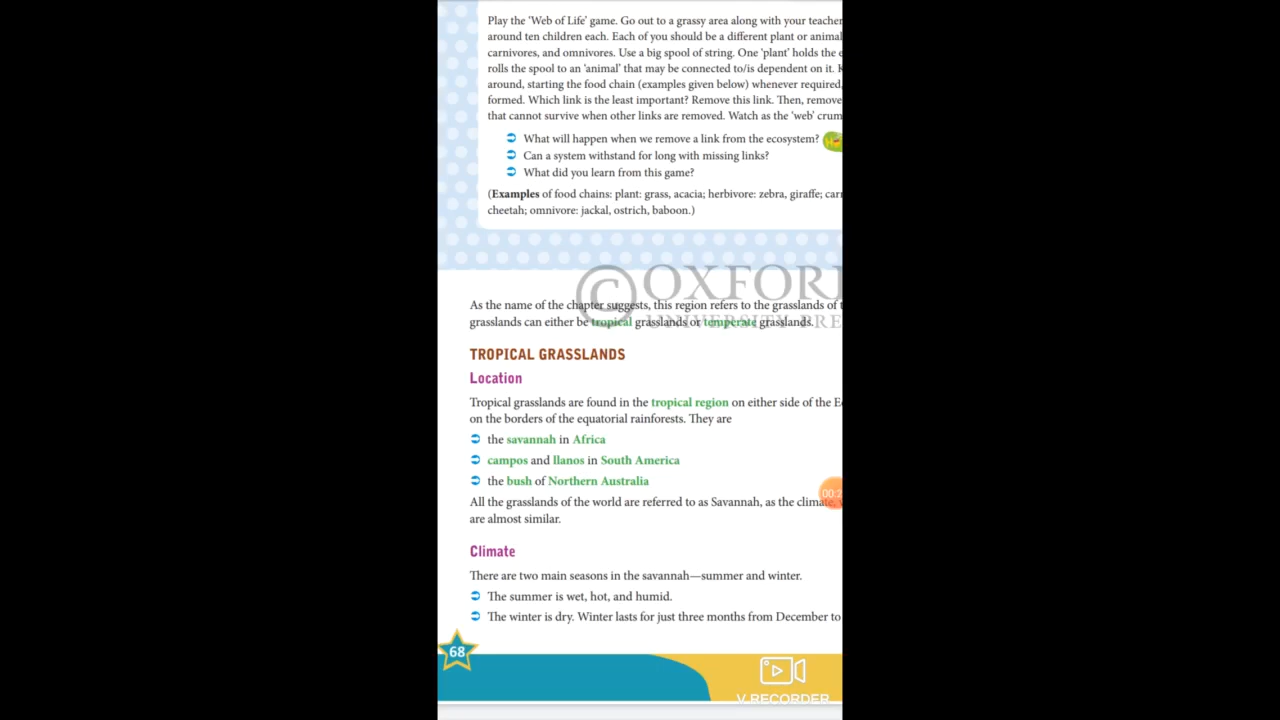 Play the 'Web of Life' game. Go out to a grassy area along with your teacher
around ten children each. Each of you should be a different plant or animal
carnivores, and omnivores. Use a big spool of string. One 'plant' holds the
rolls the spool to an 'animal' that may be connected to/is dependent on it.
around, starting the food chain (examples given below) whenever required,
formed. Which link is the least important? Remove this link. Then, remove
that cannot survive when other links are removed. Watch as the 'web'
What will happen when we remove a link from the ecosystem?
Can a system withstand for long with missing links?
What did you learn from this game?
(Examples of food chains: plant: grass, acacia; herbivore: zebra, giraffe;
cheetah; omnivore: jackal, ostrich, baboon.)
© OXFORD
UNIVERSITY PRE
As the name of the chapter suggests, this region refers to the grasslands of
grasslands can either be tropical grasslands or temperate grasslands.
TROPICAL GRASSLANDS
Location
Tropical grasslands are found in the tropical region on either side of the
on the borders of the equatorial rainforests. They are
the savannah in Africa
campos and llanos in South America
the bush of Northern Australia
All the grasslands of the world are referred to as Savannah, as the climate,
are almost similar.
Climate
There are two main seasons in the savannah—summer and winter.
The summer is wet, hot, and humid.
The winter is dry. Winter lasts for just three months from December to
68
V RECORDER